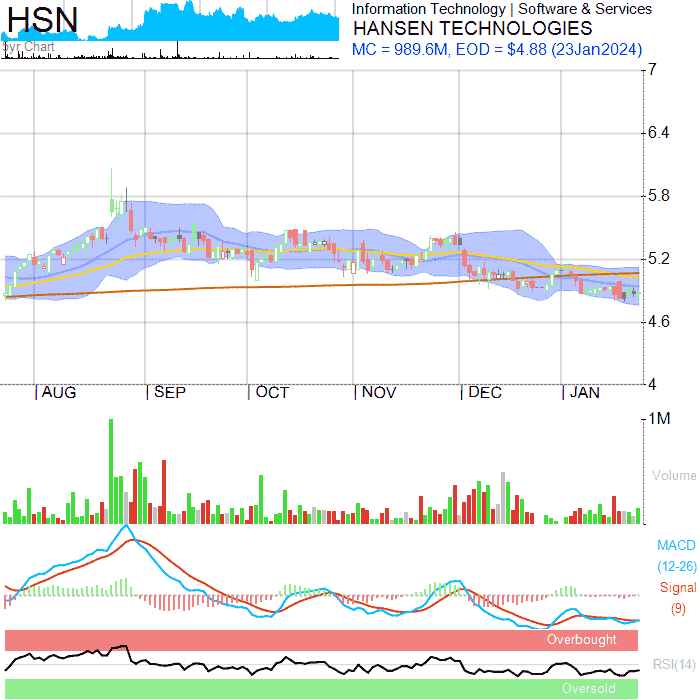 HSN
5yr Chart
Information Technology | Software & Services
HANSEN TECHNOLOGIES
MC = 989.6M, EOD = $4.88 (23Jan2024)
7
6.4
5.8
5.2
4.6
4
AUG SEP OCT NOV DEC JAN
1M
Volume
MACD
(12-26)
Signal
(9)
Overbought
RSI(14)
Oversold